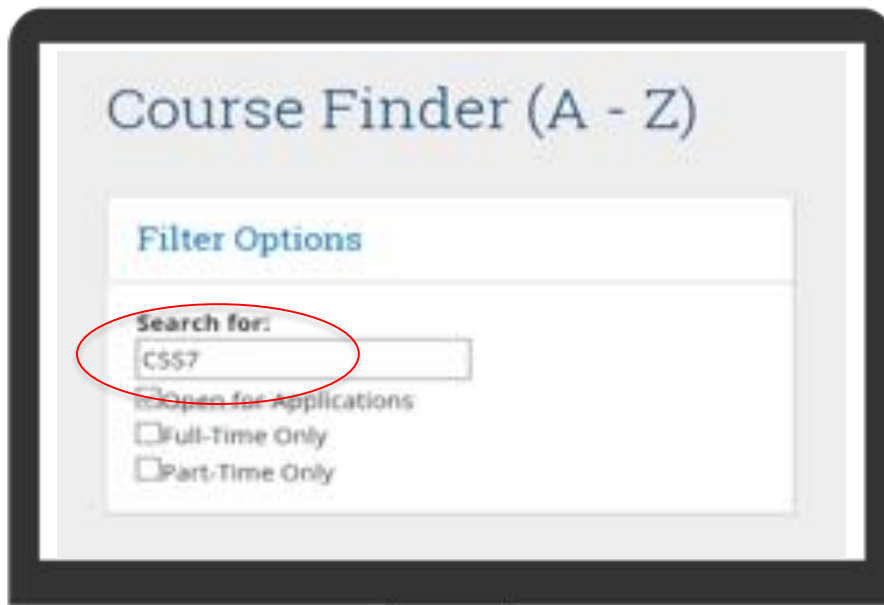 Course Finder (A - Z)
Filter Options
Search for:
CSS7
Open for Applications
Full-Time Only
Part-Time Only